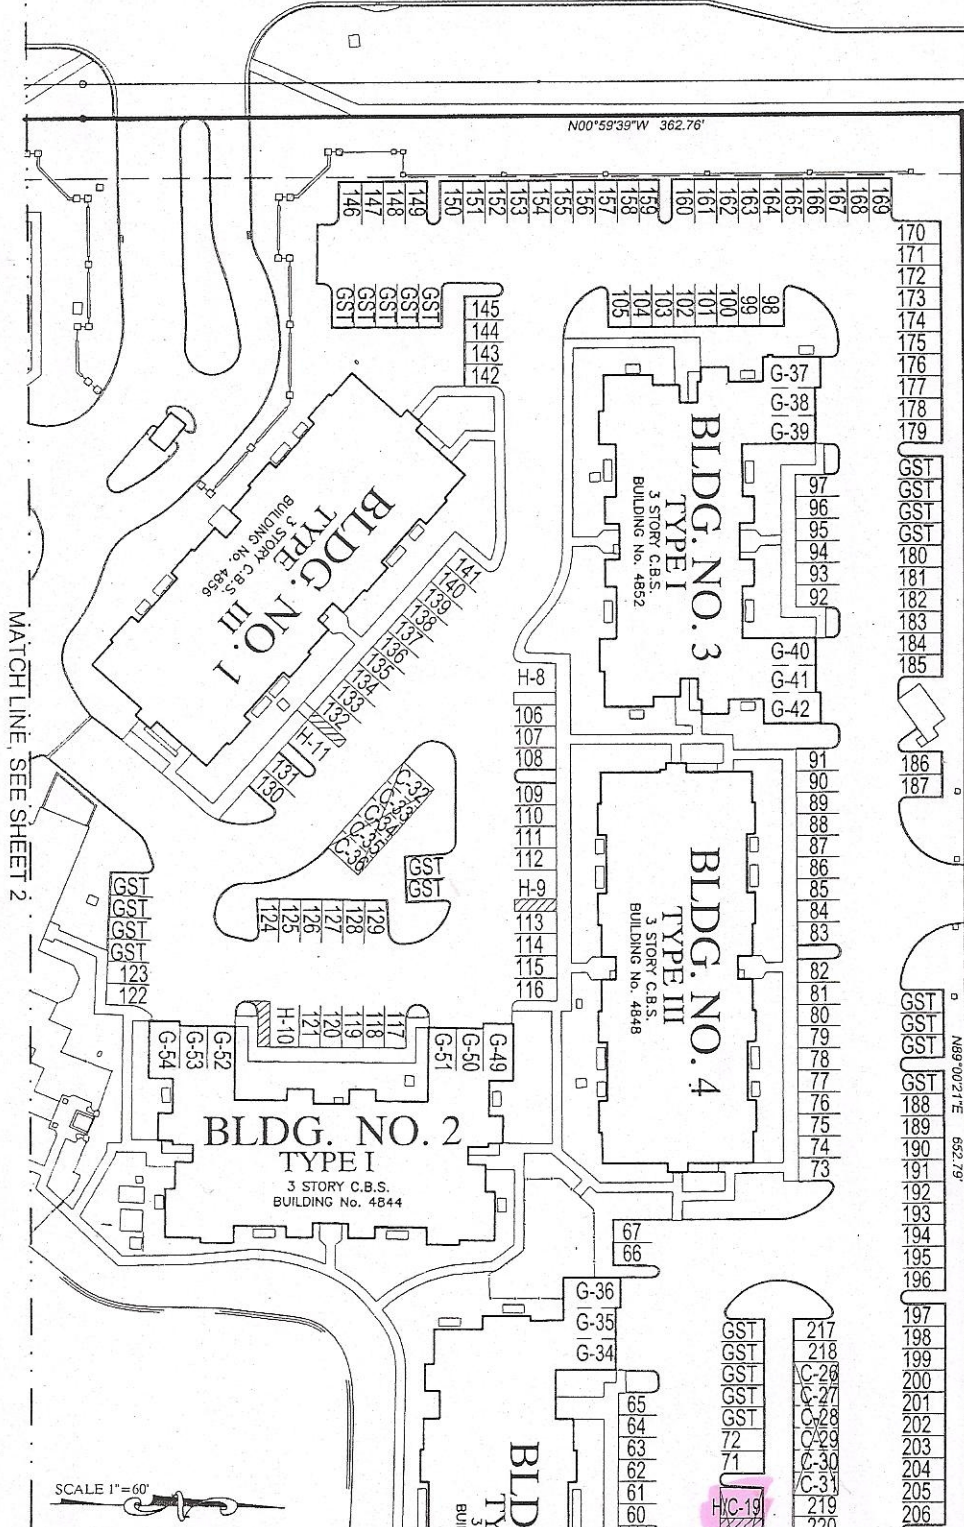 N00°59'39"W 362.76'
146
147
148
149
150
151
152
153
154
155
156
157
158
159
160
161
162
163
164
165
166
167
168
169
170
171
172
173
174
175
176
177
178
179
GST
GST
GST
GST
180
181
182
183
184
185
186
187
GST
GST
GST
GST
188
189
190
191
192
193
194
195
196
197
198
199
200
201
202
203
204
205
206
N89°00'21"E 652.79'
GST
GST
GST
GST
GST
145
144
143
142
105
104
103
102
101
100
99
98
G-37
G-38
G-39
97
96
95
94
93
92
G-40
G-41
G-42
BLDG. NO. 3
TYPE I
3 STORY C.B.S.
BUILDING No. 4852
BLDG. NO. 1
TYPE III
3 STORY C.B.S.
BUILDING No. 4856
141
140
139
138
137
136
135
134
133
132
H-11
131
130
H-8
106
107
108
109
110
111
112
H-9
113
114
115
116
91
90
89
88
87
86
85
84
83
82
81
80
79
78
77
76
75
74
73
BLDG. NO. 4
TYPE III
3 STORY C.B.S.
BUILDING No. 4848
C-32
C-33
C-34
C-35
C-36
GST
GST
124
125
126
127
128
129
GST
GST
GST
GST
123
122
H-10
121
120
119
118
117
G-54
G-53
G-52
G-51
G-50
G-49
BLDG. NO. 2
TYPE I
3 STORY C.B.S.
BUILDING No. 4844
MATCH LINE, SEE SHEET 2
67
66
G-36
G-35
G-34
65
64
63
62
61
60
GST
GST
GST
GST
GST
72
71
217
218
C-26
C-27
C-28
C-29
C-30
C-31
219
220
C-19
BLD
SCALE 1"=60'